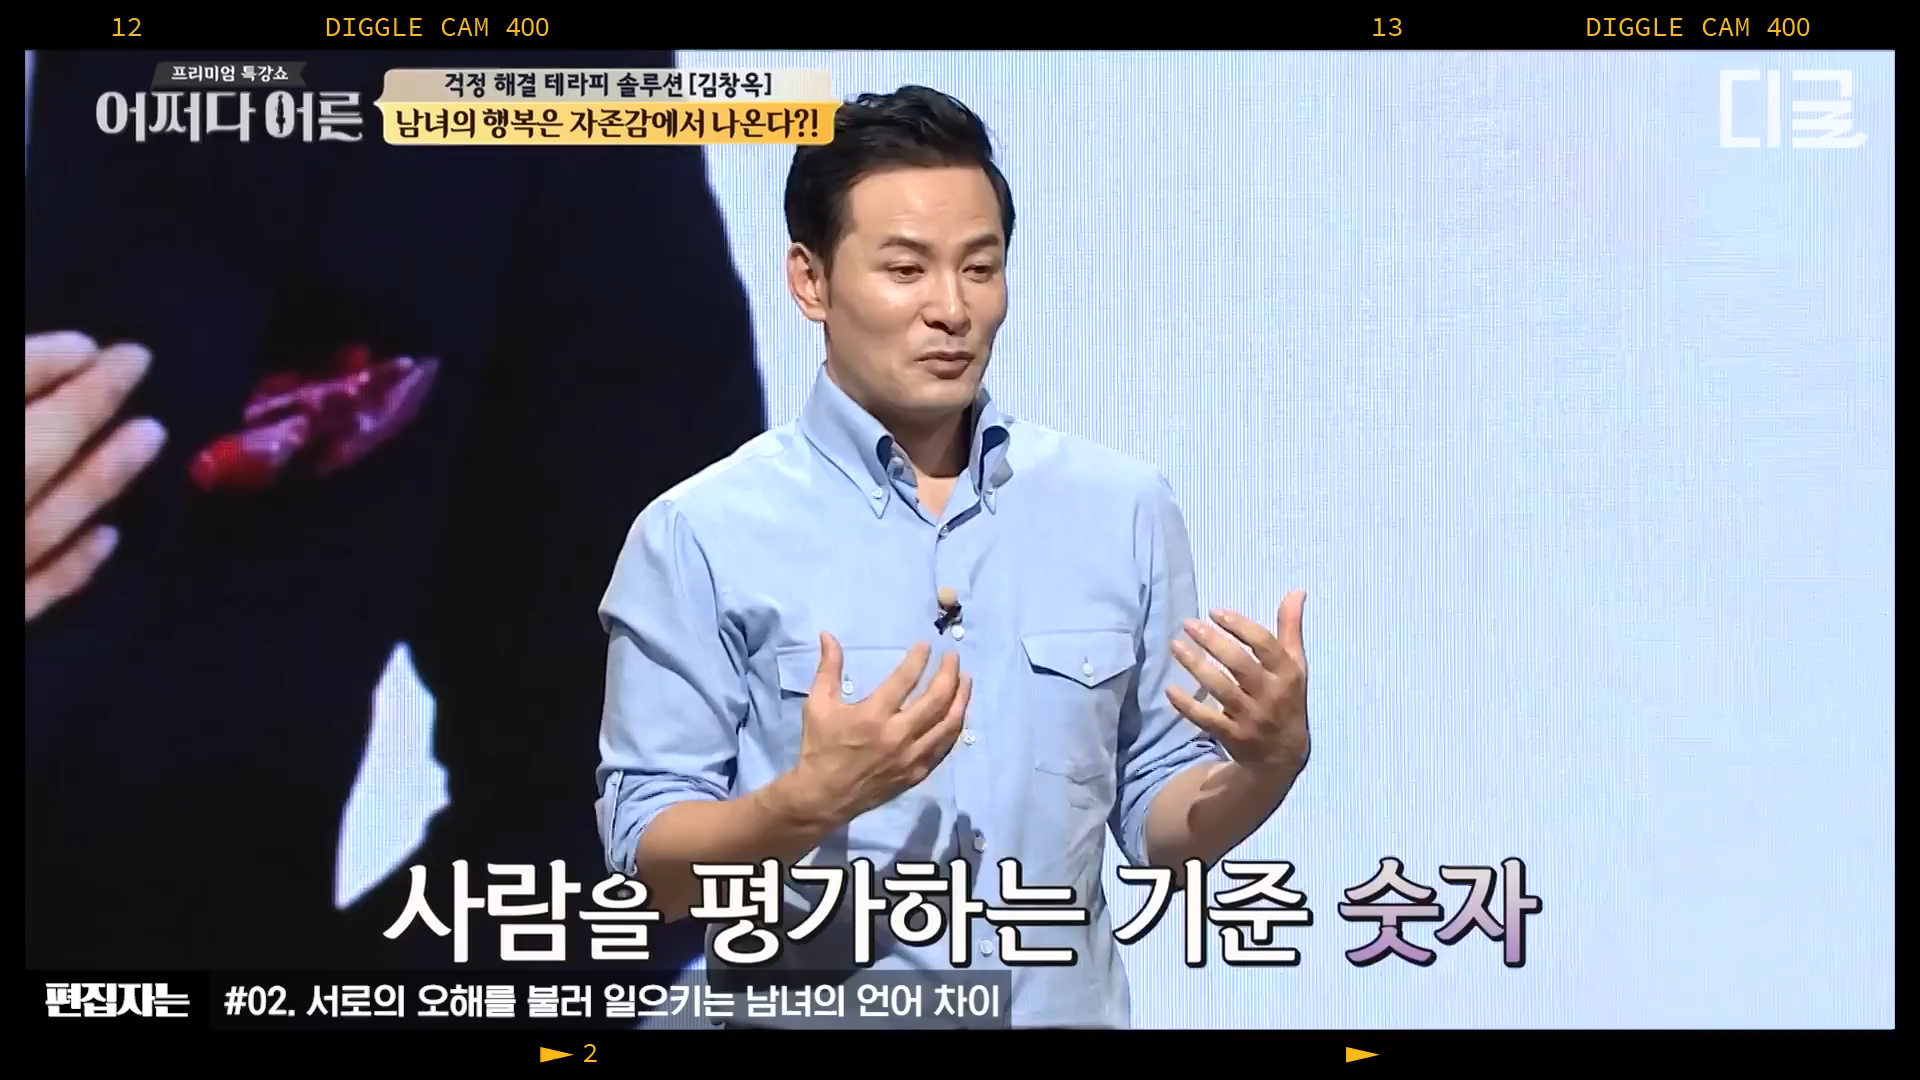 12
DIGGLE CAM 400
13
DIGGLE CAM 400
프리미엄 특강쇼
어쩌다 어른
걱정 해결 테라피 솔루션[김창옥]
남녀의 행복은 자존감에서 나온다?!
디글
사람을 평가하는 기준 숫자
편집자는
#02. 서로의 오해를 불러 일으키는 남녀의 언어 차이
2